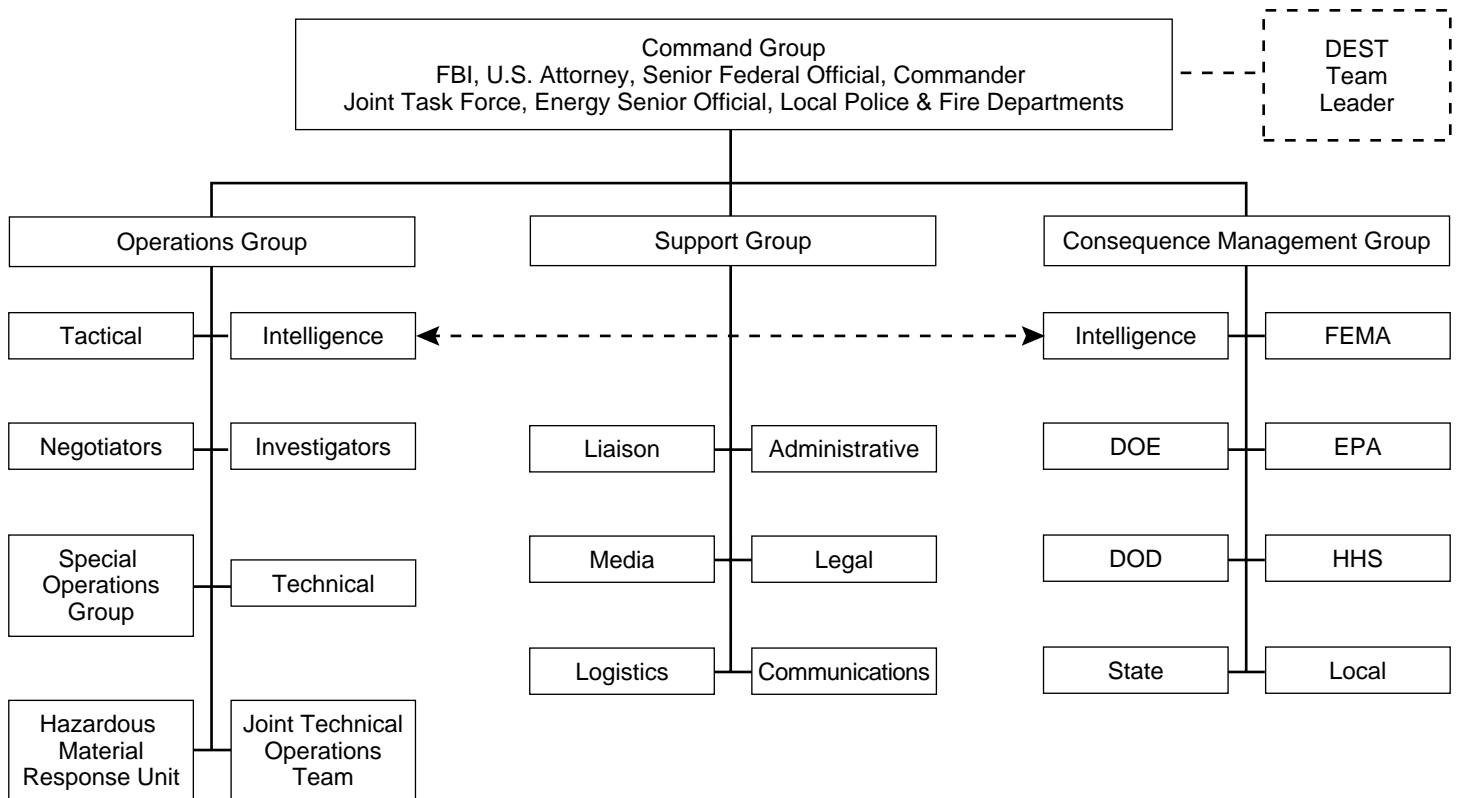 Command Group
FBI, U.S. Attorney, Senior Federal Official, Commander
Joint Task Force, Energy Senior Official, Local Police & Fire Departments
DEST
Team
Leader
Operations Group
Support Group
Consequence Management Group
Tactical
Intelligence
Intelligence
FEMA
Negotiators
Investigators
Liaison
Administrative
DOE
EPA
Special
Operations
Group
Technical
Media
Legal
DOD
HHS
Logistics
Communications
State
Local
Hazardous
Material
Response Unit
Joint Technical
Operations
Team